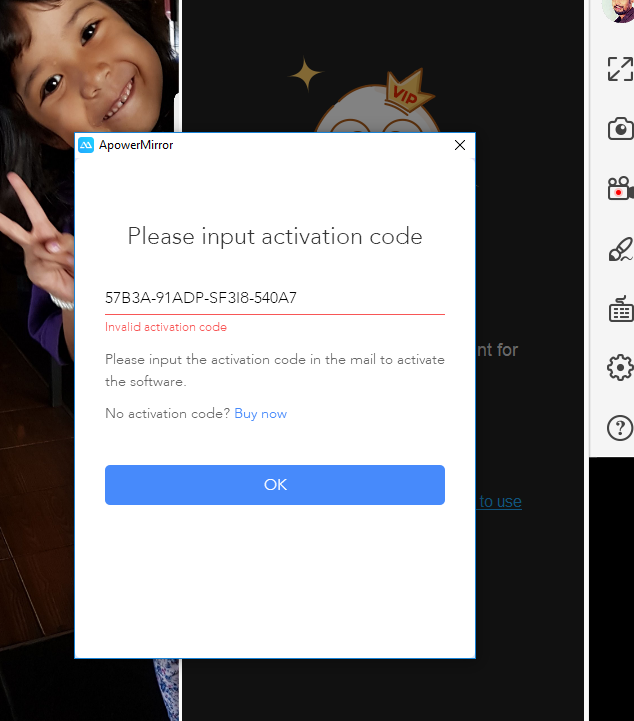 VIP
ApowerMirror
Please input activation code
57B3A-91ADP-SF3I8-540A7
Invalid activation code
nt for
Please input the activation code in the mail to activate
the software.
No activation code? Buy now
OK
to use